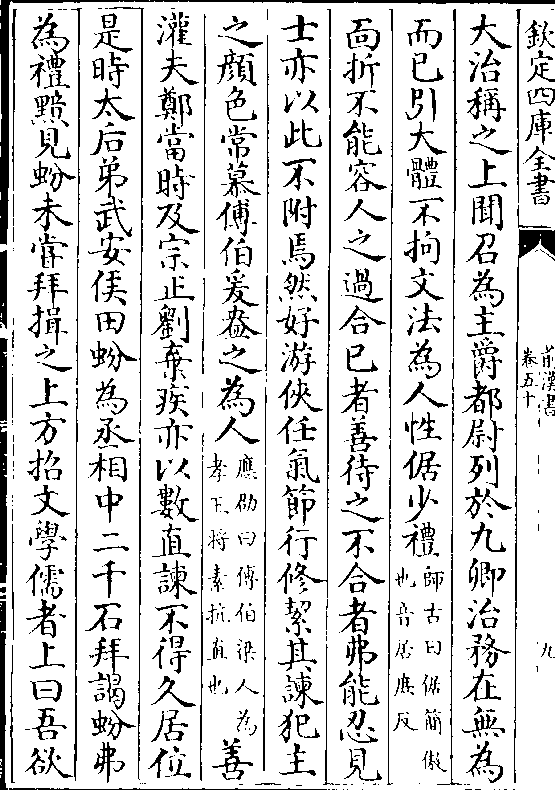 欽定四庫全書
前漢書
卷五十
九
大治稱之上聞召為主爵都尉列於九卿治務在無為
而已引大體不拘文法為人性倨少禮師古曰倨簡傲也音居庶反
面折不能容人之過合己者善待之不合者弗能忍見
士亦以此不附焉然好游俠任氣節行修潔其諫犯主
之顔色常慕傅伯爰盎之為人應劭曰傅伯梁人為孝王將素抗直也善
灌夫鄭當時及宗正劉棄疾亦以數直諫不得久居位
是時太后弟武安侯田蚡為丞相中二千石拜謁蚡弗
為禮黯見蚡未嘗拜揖之上方招文學儒者上曰吾欲